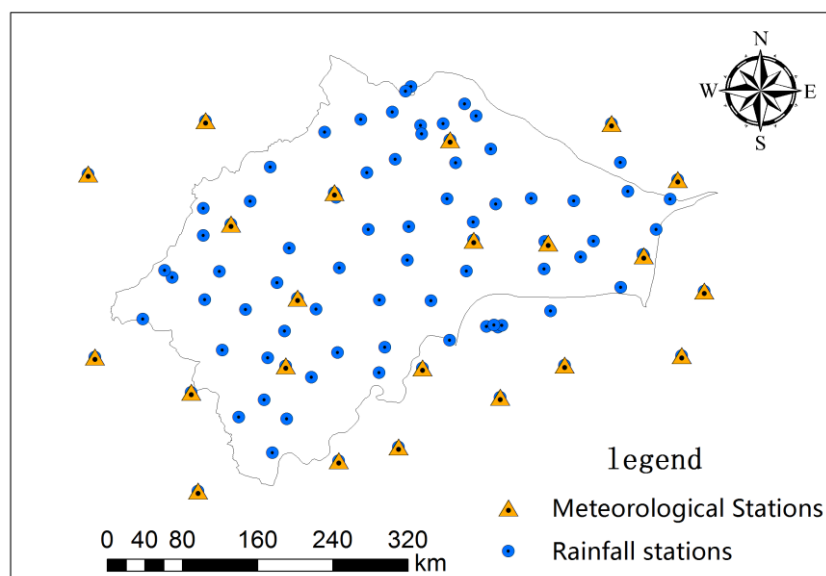 N
W E
S
legend
Meteorological Stations
Rainfall stations
0 40 80 160 240 320
km